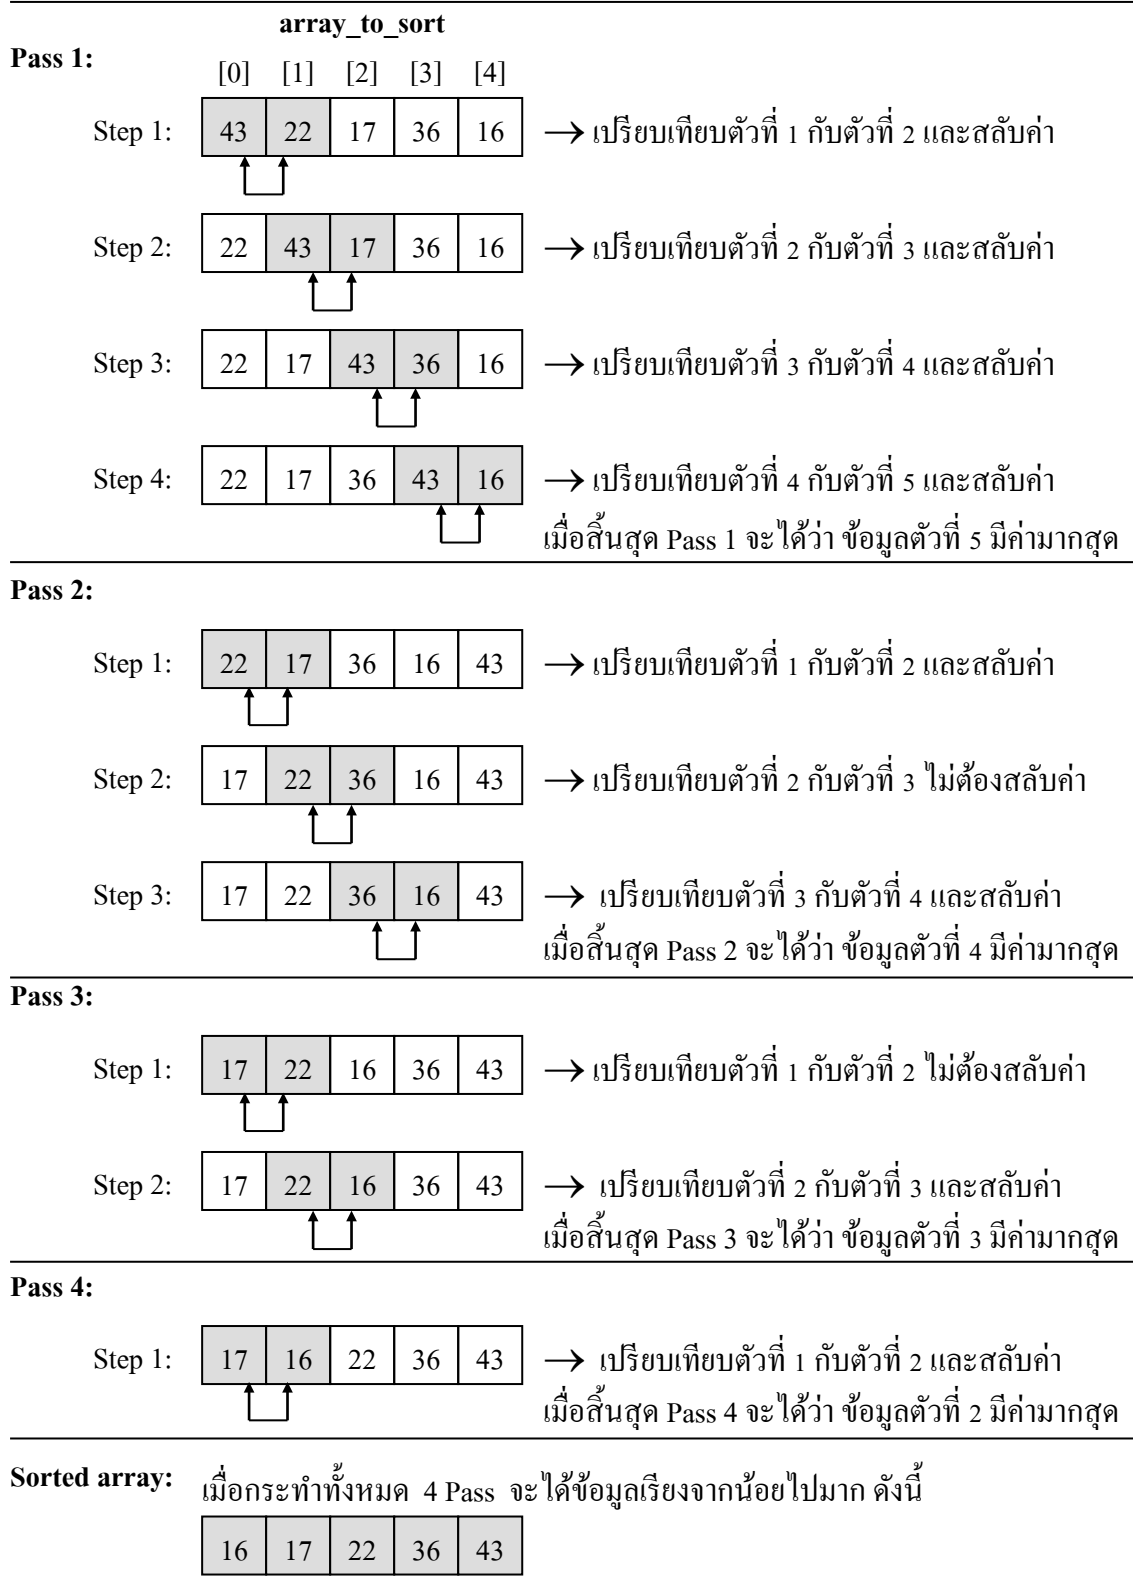 array_to_sort
Pass 1:
[0] [1] [2] [3] [4]
Step 1: 43 22 17 36 16 → เปรียบเทียบตัวที่ 1 กับตัวที่ 2 และสลับค่า
Step 2: 22 43 17 36 16 → เปรียบเทียบตัวที่ 2 กับตัวที่ 3 และสลับค่า
Step 3: 22 17 43 36 16 → เปรียบเทียบตัวที่ 3 กับตัวที่ 4 และสลับค่า
Step 4: 22 17 36 43 16 → เปรียบเทียบตัวที่ 4 กับตัวที่ 5 และสลับค่า
เมื่อสิ้นสุด Pass 1 จะได้ว่า ข้อมูลตัวที่ 5 มีค่ามากสุด
Pass 2:
Step 1: 22 17 36 16 43 → เปรียบเทียบตัวที่ 1 กับตัวที่ 2 และสลับค่า
Step 2: 17 22 36 16 43 → เปรียบเทียบตัวที่ 2 กับตัวที่ 3 ไม่ต้องสลับค่า
Step 3: 17 22 36 16 43 → เปรียบเทียบตัวที่ 3 กับตัวที่ 4 และสลับค่า
เมื่อสิ้นสุด Pass 2 จะได้ว่า ข้อมูลตัวที่ 4 มีค่ามากสุด
Pass 3:
Step 1: 17 22 16 36 43 → เปรียบเทียบตัวที่ 1 กับตัวที่ 2 ไม่ต้องสลับค่า
Step 2: 17 22 16 36 43 → เปรียบเทียบตัวที่ 2 กับตัวที่ 3 และสลับค่า
เมื่อสิ้นสุด Pass 3 จะได้ว่า ข้อมูลตัวที่ 3 มีค่ามากสุด
Pass 4:
Step 1: 17 16 22 36 43 → เปรียบเทียบตัวที่ 1 กับตัวที่ 2 และสลับค่า
เมื่อสิ้นสุด Pass 4 จะได้ว่า ข้อมูลตัวที่ 2 มีค่ามากสุด
Sorted array: เมื่อกระทำทั้งหมด 4 Pass จะได้ข้อมูลเรียงจากน้อยไปมาก ดังนี้
16 17 22 36 43